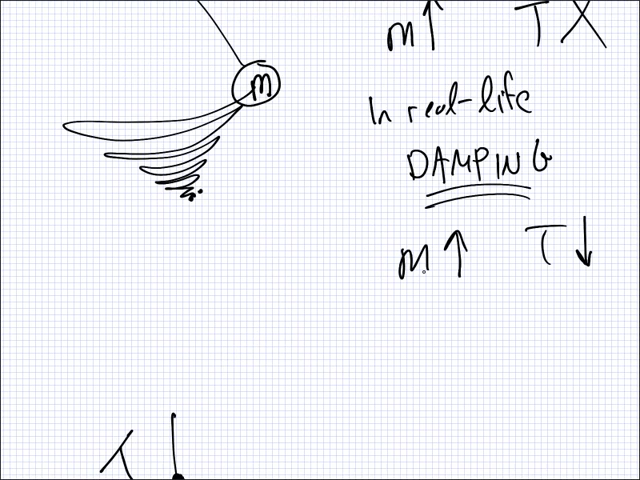 m
m↑ T X
In real-life
DAMPING
m↑ T↓